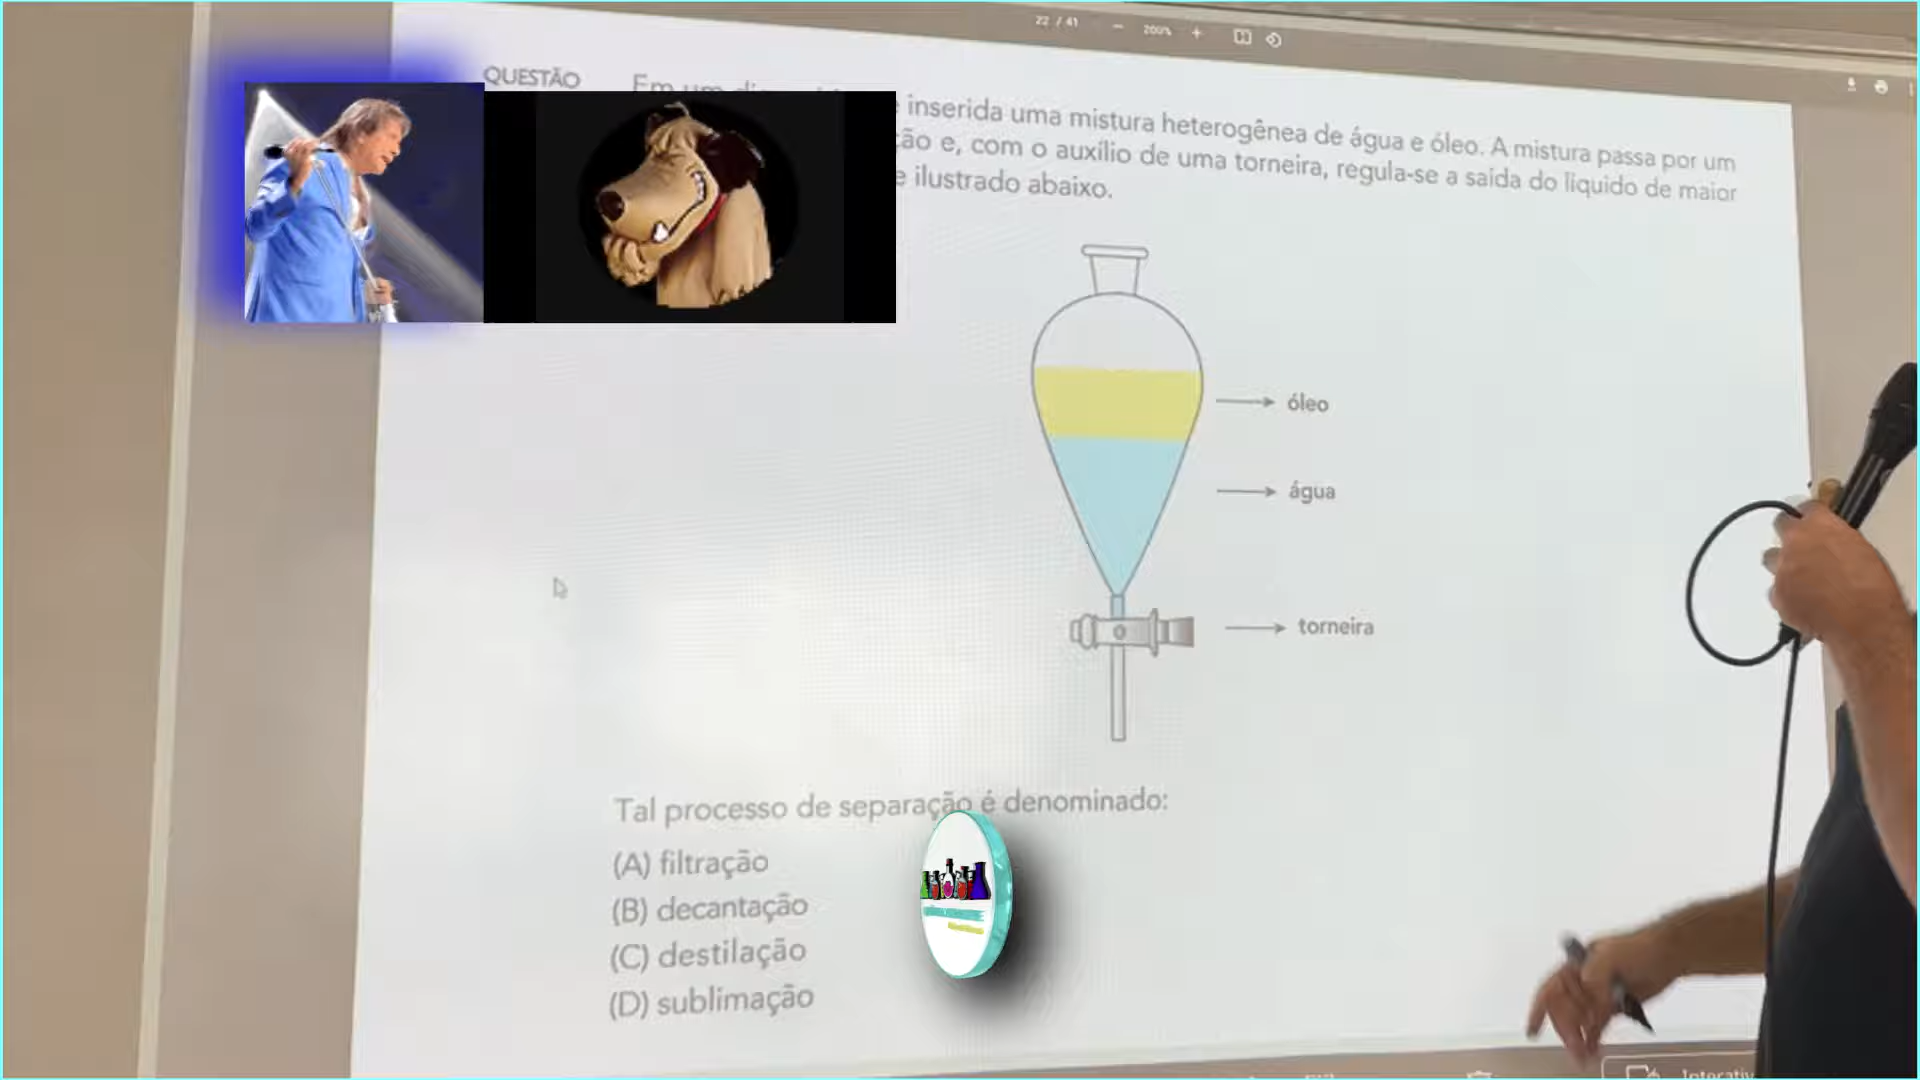 22 / 41
200%
QUESTÃO
Em um
inserida uma mistura heterogênea de água e óleo. A mistura passa por um
e, com o auxílio de uma torneira, regula-se a saída do líquido de maior
ilustrado abaixo.
óleo
água
torneira
Tal processo de separação é denominado:
(A) filtração
(B) decantação
(C) destilação
(D) sublimação